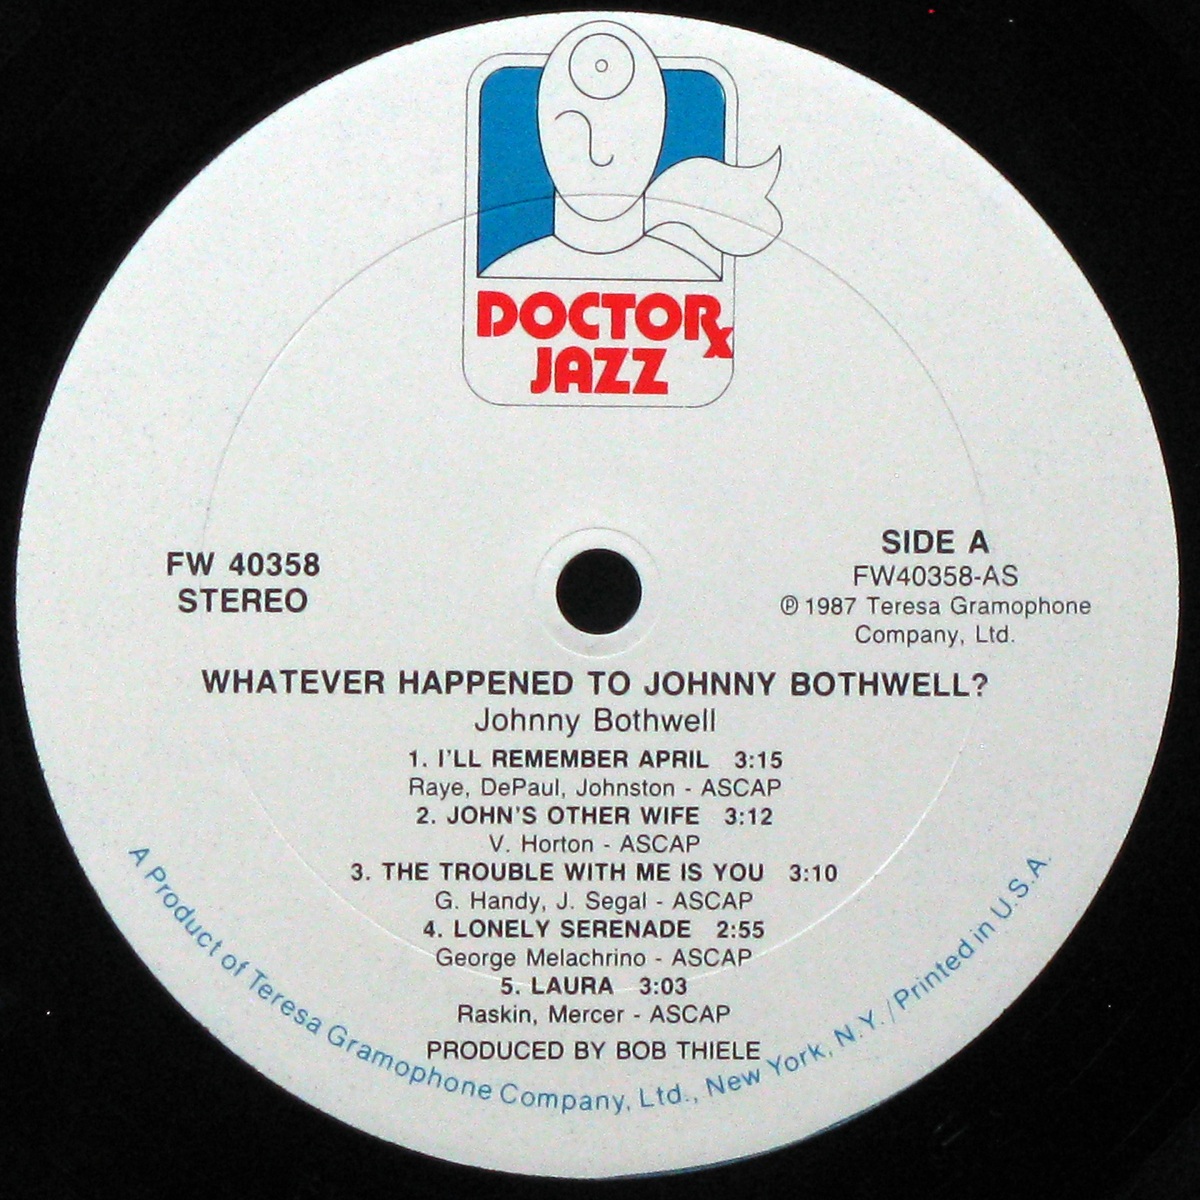 DOCTOR
x
JAZZ
FW 40358
STEREO
SIDE A
FW40358-AS
℗ 1987 Teresa Gramophone
Company, Ltd.
WHATEVER HAPPENED TO JOHNNY BOTHWELL?
Johnny Bothwell
1. I'LL REMEMBER APRIL 3:15
Raye, DePaul, Johnston - ASCAP
2. JOHN'S OTHER WIFE 3:12
V. Horton - ASCAP
3. THE TROUBLE WITH ME IS YOU 3:10
G. Handy, J. Segal - ASCAP
4. LONELY SERENADE 2:55
George Melachrino - ASCAP
5. LAURA 3:03
Raskin, Mercer - ASCAP
PRODUCED BY BOB THIELE
A Product of Teresa Gramophone Company, Ltd., New York, N.Y. / Printed in U.S.A.